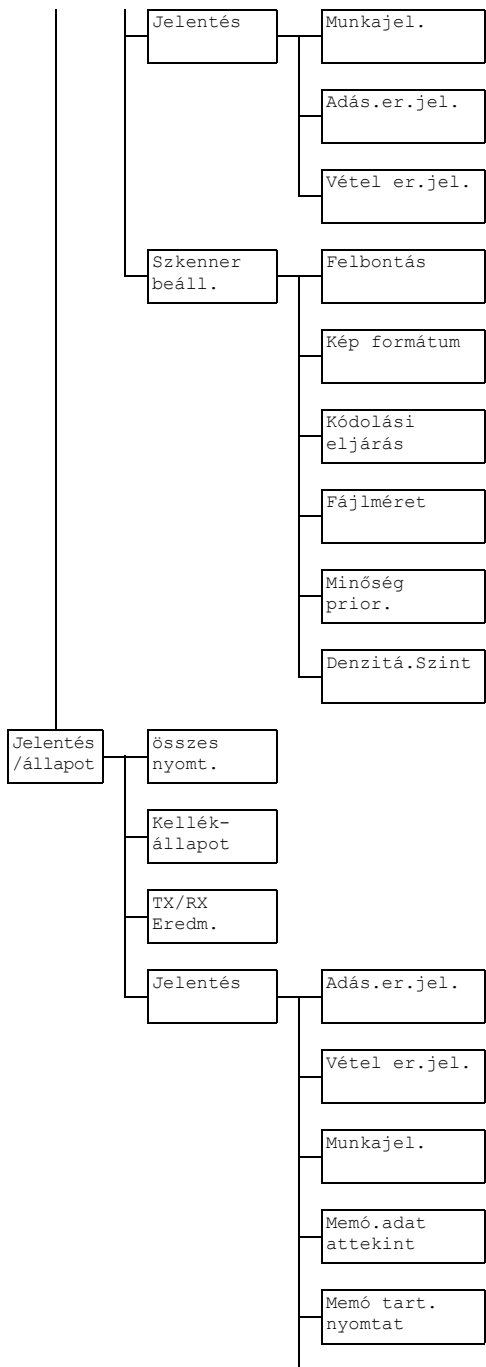 Jelentés
Munkajel.
Adás.er.jel.
Vétel er.jel.
Szkenner
beáll.
Felbontás
Kép formátum
Kódolási
eljárás
Fájlméret
Minőség
prior.
Denzitá.Szint
Jelentés
/állapot
összes
nyomt.
Kellék-
állapot
TX/RX
Eredm.
Jelentés
Adás.er.jel.
Vétel er.jel.
Munkajel.
Memó.adat
attekint
Memó tart.
nyomtat